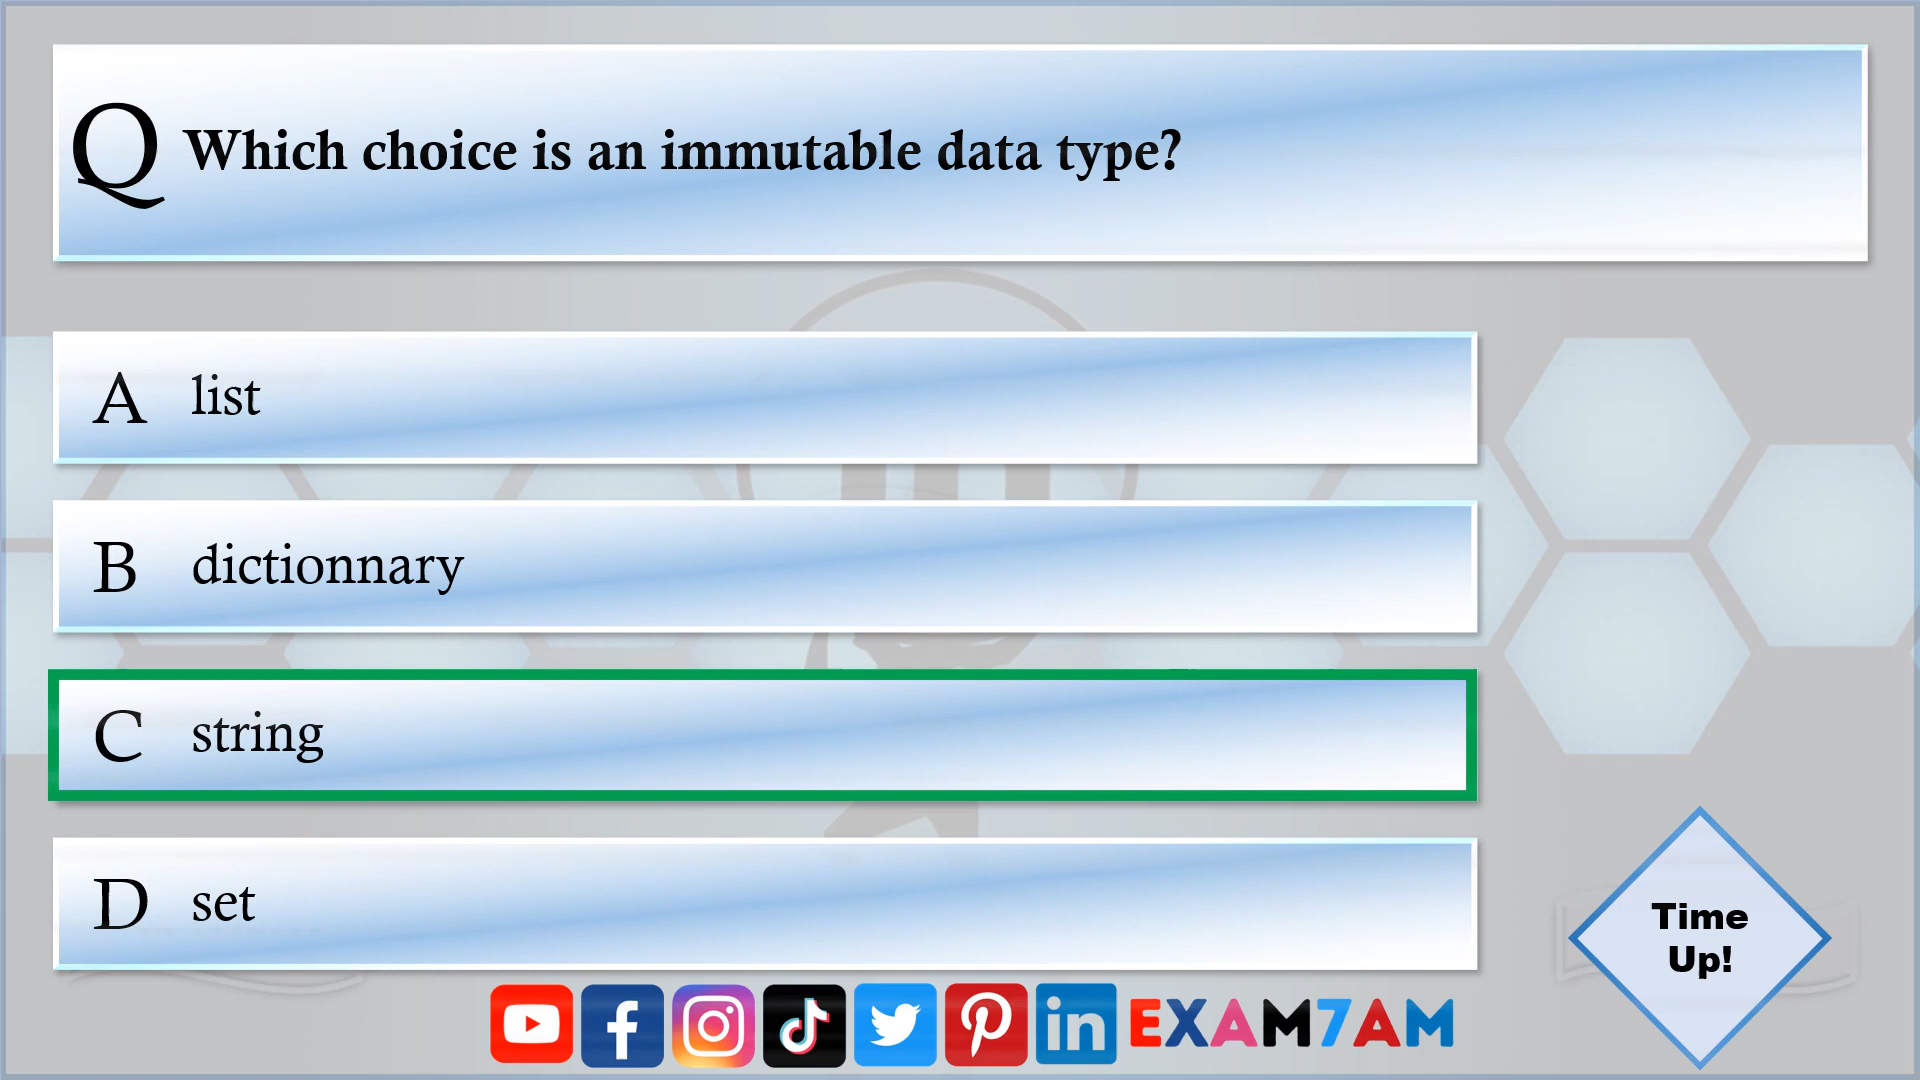 Q Which choice is an immutable data type?
A list
B dictionnary
C string
D set
Time
Up!
EXAM7AM